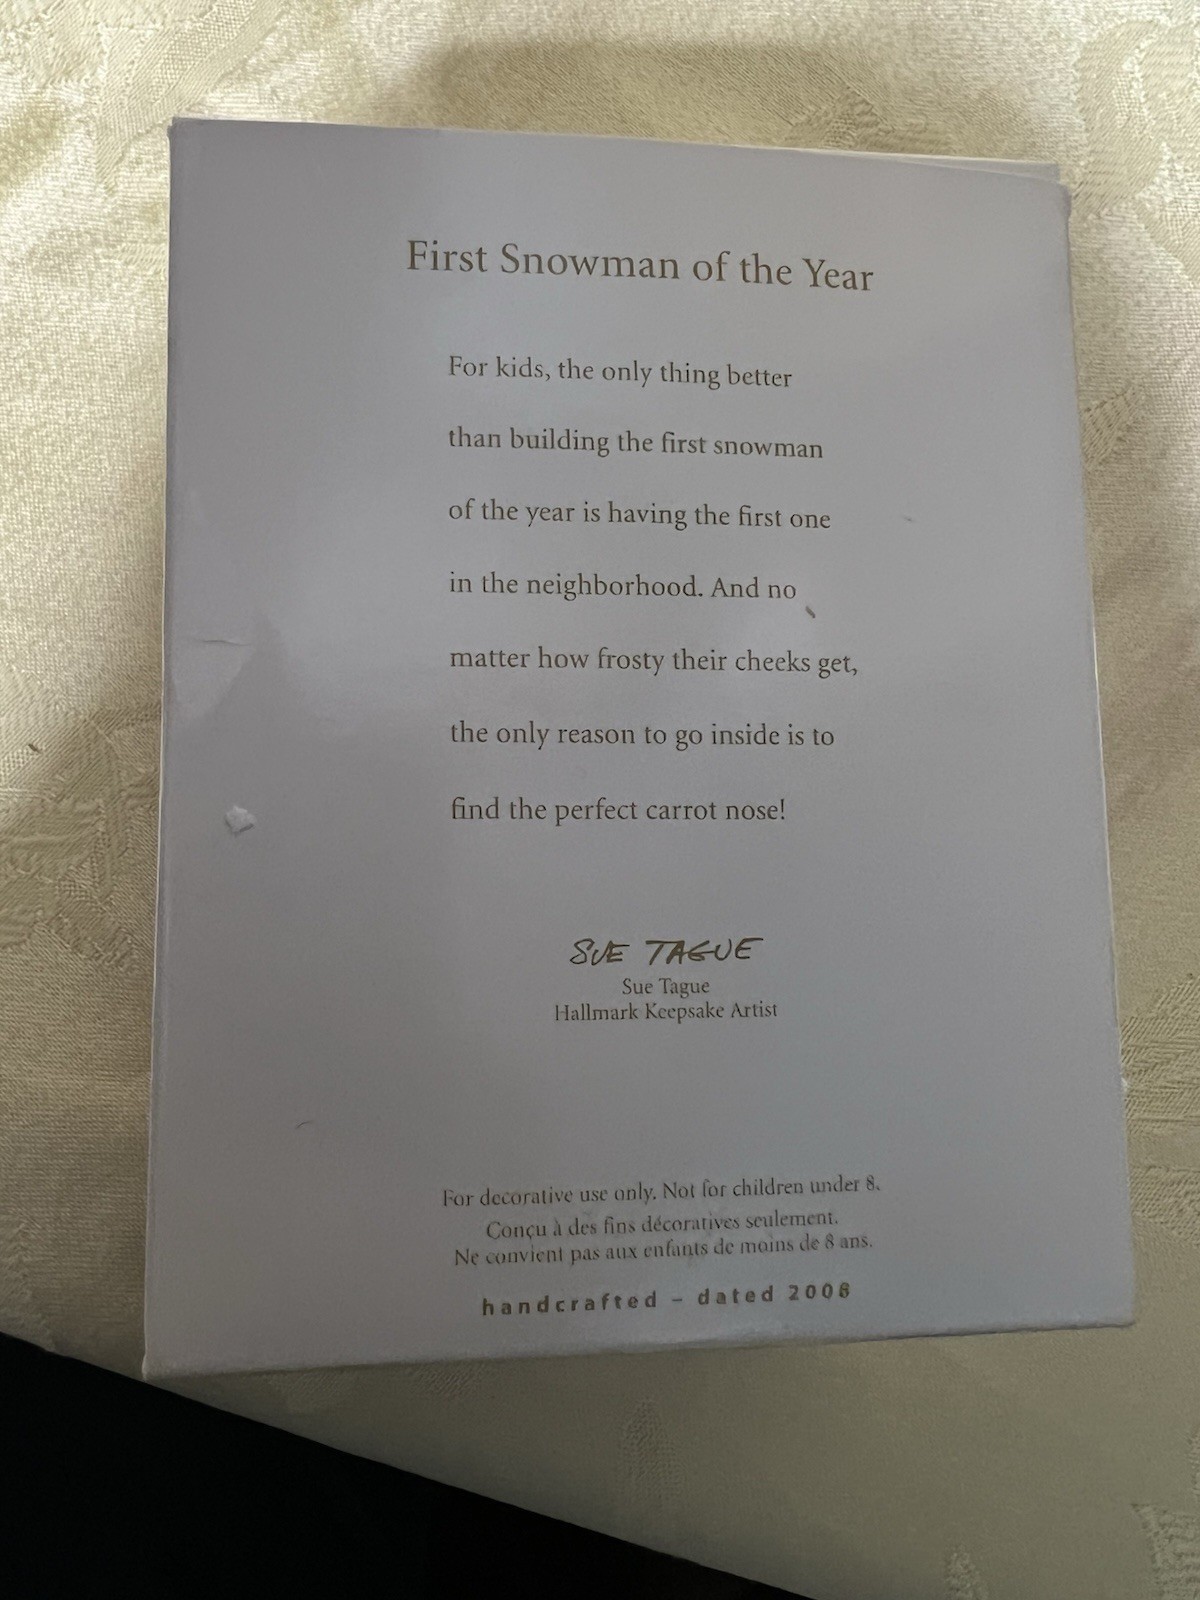 First Snowman of the Year
For kids, the only thing better
than building the first snowman
of the year is having the first one
in the neighborhood. And no
matter how frosty their cheeks get,
the only reason to go inside is to
find the perfect carrot nose!
SUE TAGUE
Sue Tague
Hallmark Keepsake Artist
For decorative use only. Not for children under 8.
Conçu à des fins décoratives seulement.
Ne convient pas aux enfants de moins de 8 ans.
handcrafted – dated 2008